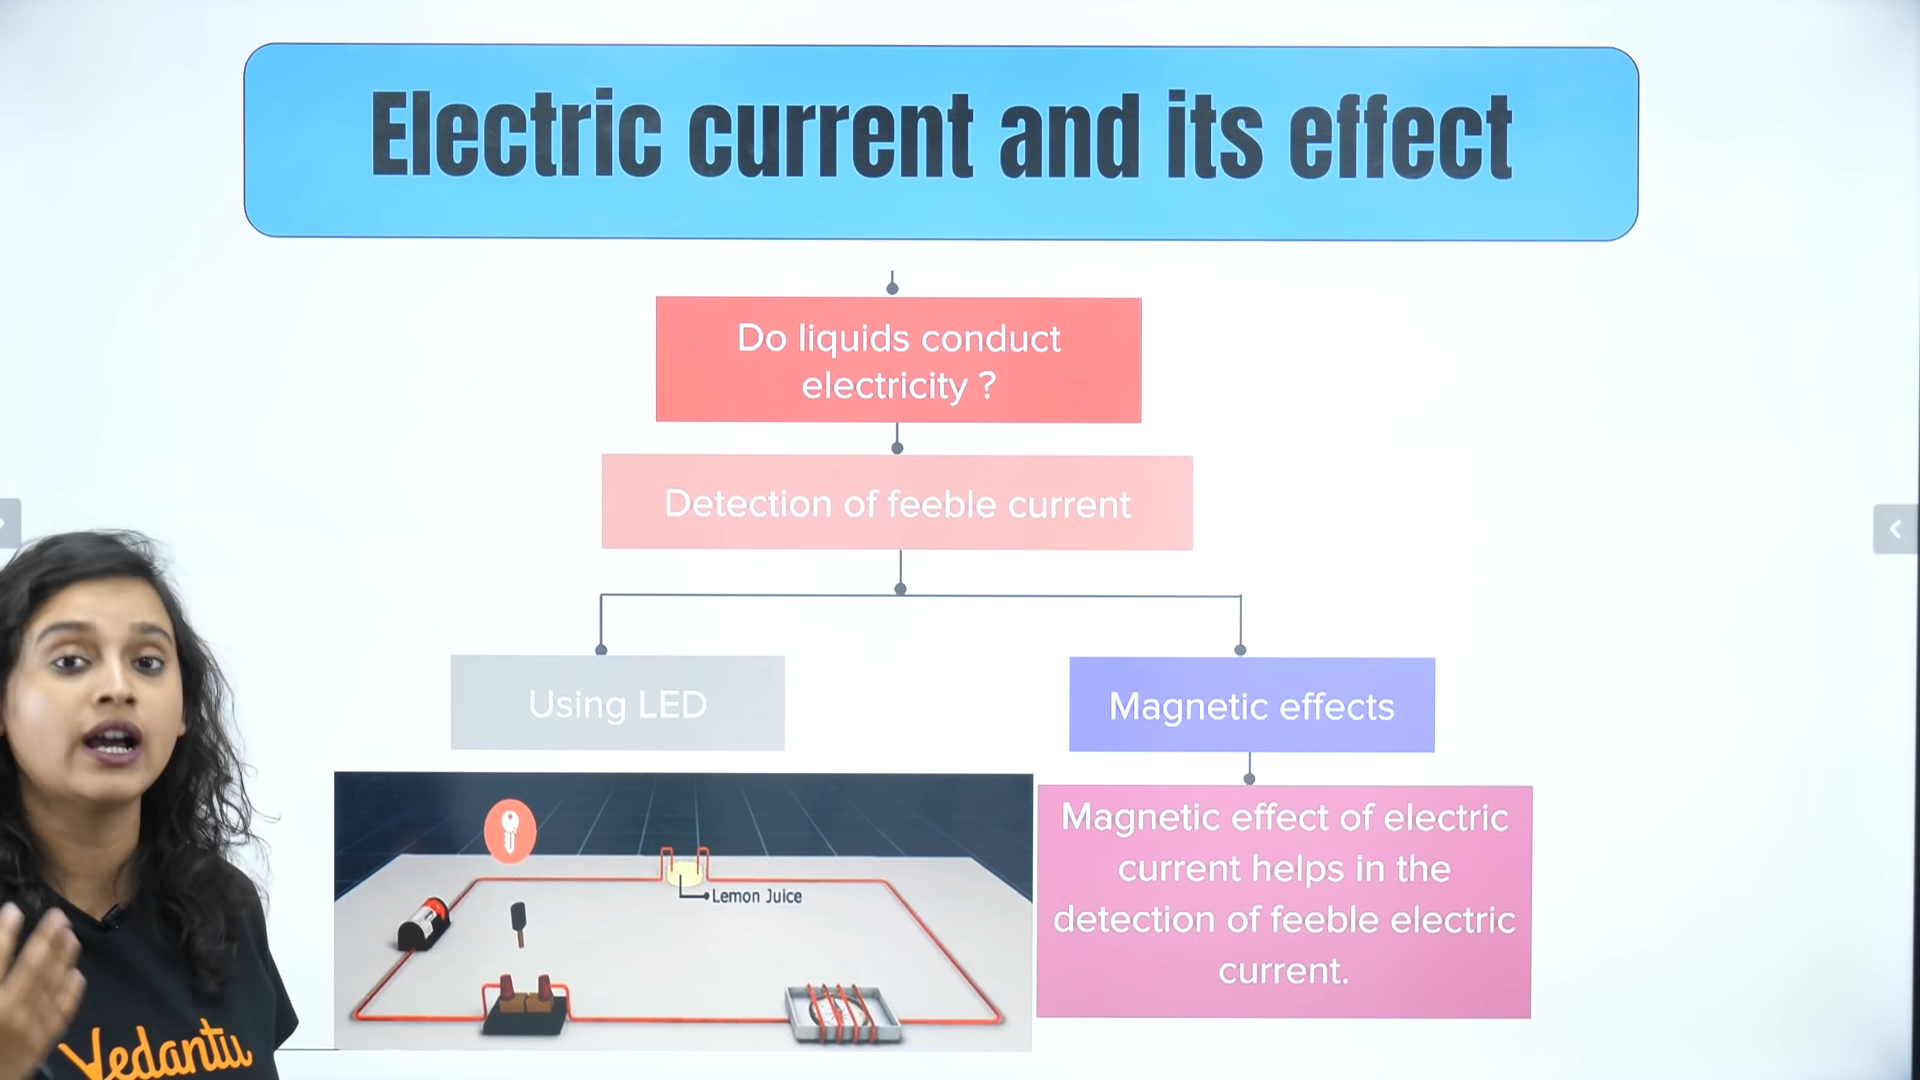 Electric current and its effect
Do liquids conduct
electricity ?
Detection of feeble current
Using LED
Magnetic effects
Magnetic effect of electric
current helps in the
detection of feeble electric
current.
Lemon Juice
Vedantu